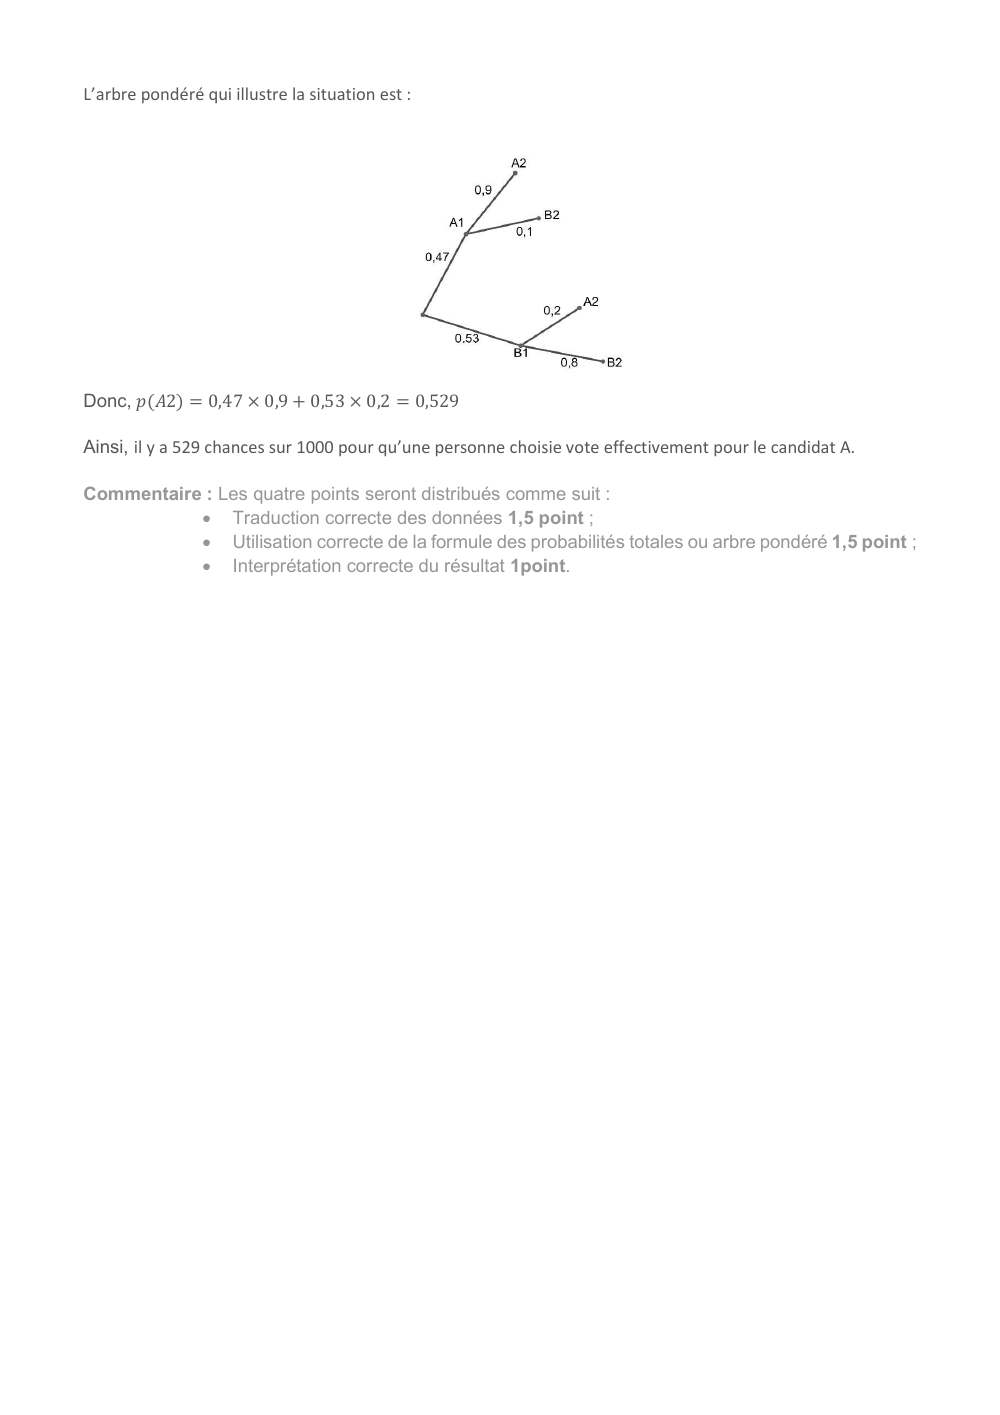 L’arbre pondéré qui illustre la situation est :
A2
0,9
A1
B2
0,1
0,47
A2
0,2
0.53
B1
0,8
B2
Donc, p(A2) = 0,47 × 0,9 + 0,53 × 0,2 = 0,529
Ainsi, il y a 529 chances sur 1000 pour qu’une personne choisie vote effectivement pour le candidat A.
Commentaire : Les quatre points seront distribués comme suit :
• Traduction correcte des données 1,5 point ;
• Utilisation correcte de la formule des probabilités totales ou arbre pondéré 1,5 point ;
• Interprétation correcte du résultat 1point.